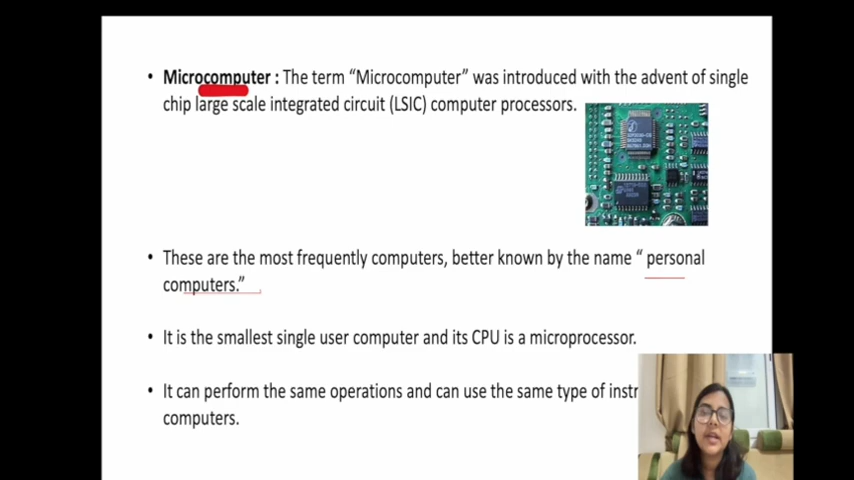 • Microcomputer : The term “Microcomputer” was introduced with the advent of single
chip large scale integrated circuit (LSIC) computer processors.
• These are the most frequently computers, better known by the name “ personal
computers.”
• It is the smallest single user computer and its CPU is a microprocessor.
• It can perform the same operations and can use the same type of instr
computers.